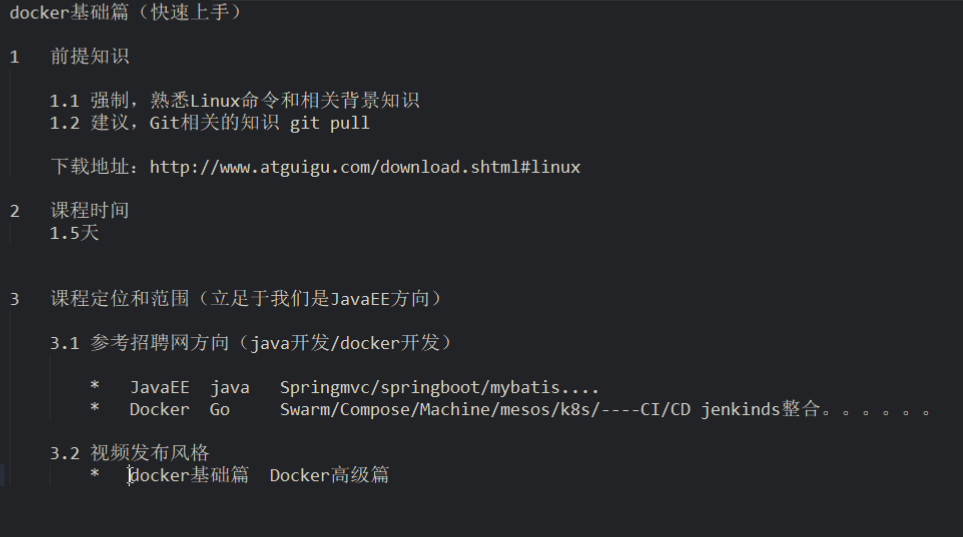 docker基础篇（快速上手）
1 前提知识
1.1 强制，熟悉Linux命令和相关背景知识
1.2 建议，Git相关的知识 git pull
下载地址：http://www.atguigu.com/download.shtml#linux
2 课程时间
1.5天
3 课程定位和范围（立足于我们是JavaEE方向）
3.1 参考招聘网方向（java开发/docker开发）
* JavaEE java Springmvc/springboot/mybatis....
* Docker Go Swarm/Compose/Machine/mesos/k8s/----CI/CD jenkinds整合。。。。。。
3.2 视频发布风格
* docker基础篇 Docker高级篇